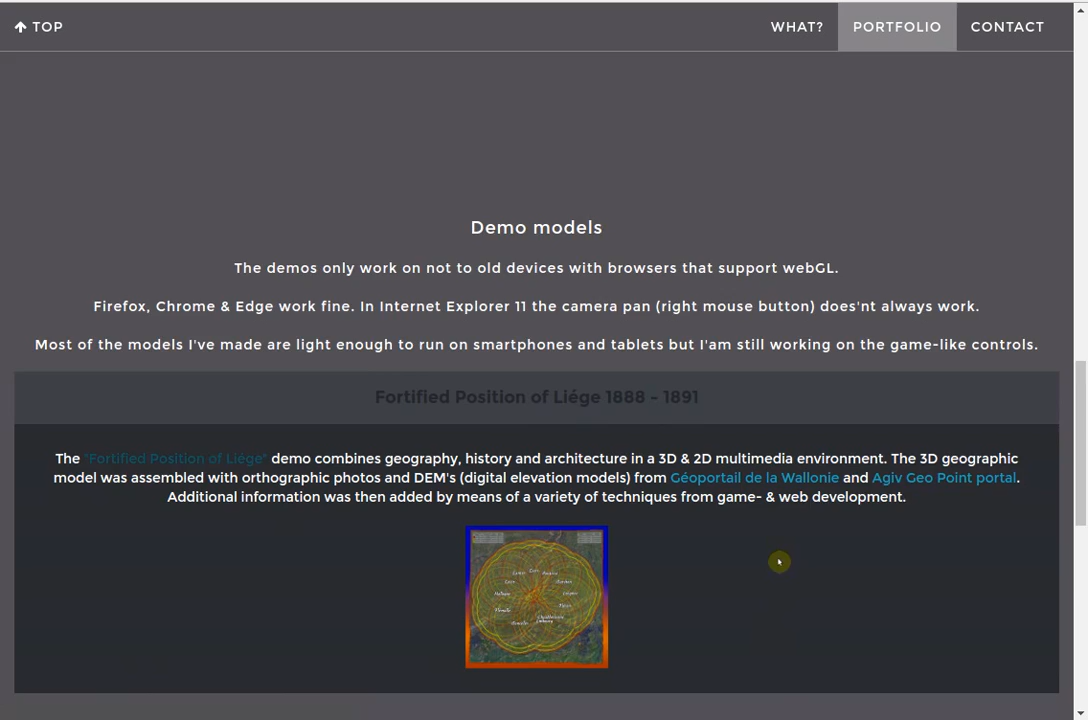 TOP
WHAT?
PORTFOLIO
CONTACT
Demo models
The demos only work on not to old devices with browsers that support webGL.
Firefox, Chrome & Edge work fine. In Internet Explorer 11 the camera pan (right mouse button) does'nt always work.
Most of the models I've made are light enough to run on smartphones and tablets but I'am still working on the game-like controls.
Fortified Position of Liége 1888 - 1891
The "Fortified Position of Liége" demo combines geography, history and architecture in a 3D & 2D multimedia environment. The 3D geographic
model was assembled with orthographic photos and DEM's (digital elevation models) from Géoportail de la Wallonie and Agiv Geo Point portal.
Additional information was then added by means of a variety of techniques from game- & web development.